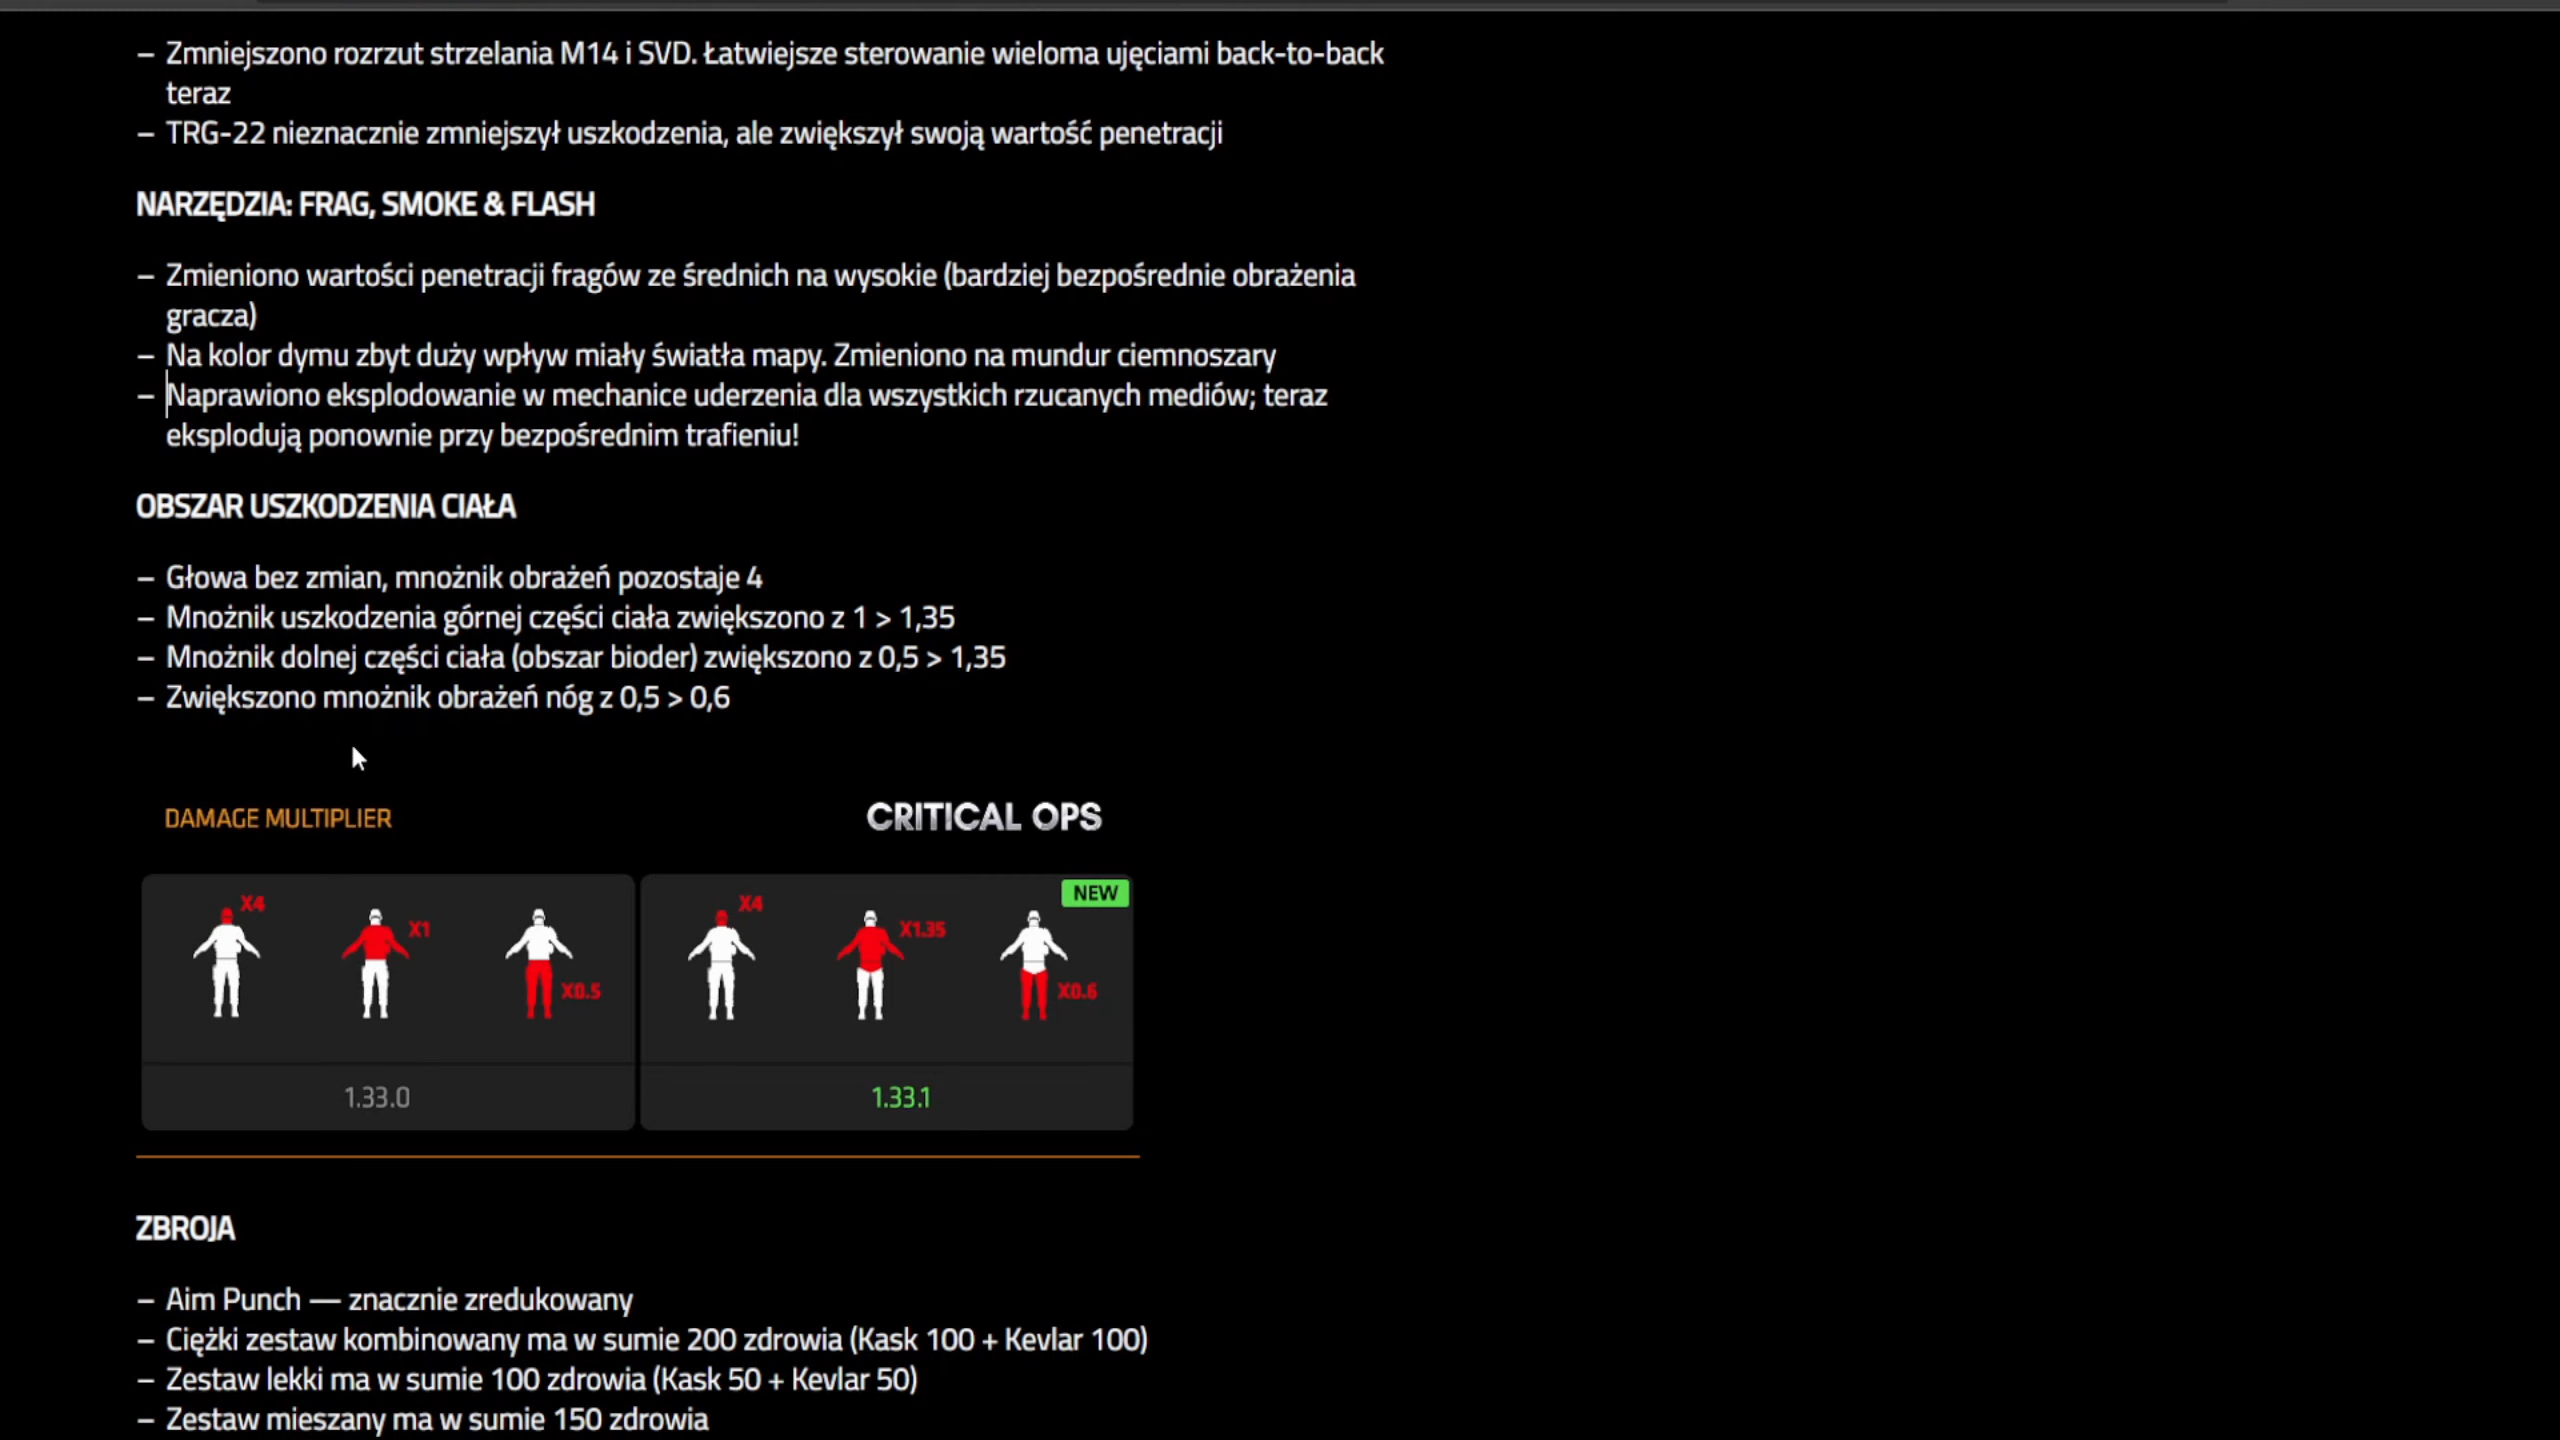 – Zmniejszono rozrzut strzelania M14 i SVD. Łatwiejsze sterowanie wieloma ujęciami back-to-back
teraz
– TRG-22 nieznacznie zmniejszył uszkodzenia, ale zwiększył swoją wartość penetracji
NARZĘDZIA: FRAG, SMOKE & FLASH
– Zmieniono wartości penetracji fragów ze średnich na wysokie (bardziej bezpośrednie obrażenia
gracza)
– Na kolor dymu zbyt duży wpływ miały światła mapy. Zmieniono na mundur ciemnoszary
– Naprawiono eksplodowanie w mechanice uderzenia dla wszystkich rzucanych mediów; teraz
eksplodują ponownie przy bezpośrednim trafieniu!
OBSZAR USZKODZENIA CIAŁA
– Głowa bez zmian, mnożnik obrażeń pozostaje 4
– Mnożnik uszkodzenia górnej części ciała zwiększono z 1 > 1,35
– Mnożnik dolnej części ciała (obszar bioder) zwiększono z 0,5 > 1,35
– Zwiększono mnożnik obrażeń nóg z 0,5 > 0,6
DAMAGE MULTIPLIER
CRITICAL OPS
X4
X1
X0.5
1.33.0
NEW
X4
X1.35
X0.6
1.33.1
ZBROJA
– Aim Punch — znacznie zredukowany
– Ciężki zestaw kombinowany ma w sumie 200 zdrowia (Kask 100 + Kevlar 100)
– Zestaw lekki ma w sumie 100 zdrowia (Kask 50 + Kevlar 50)
– Zestaw mieszany ma w sumie 150 zdrowia